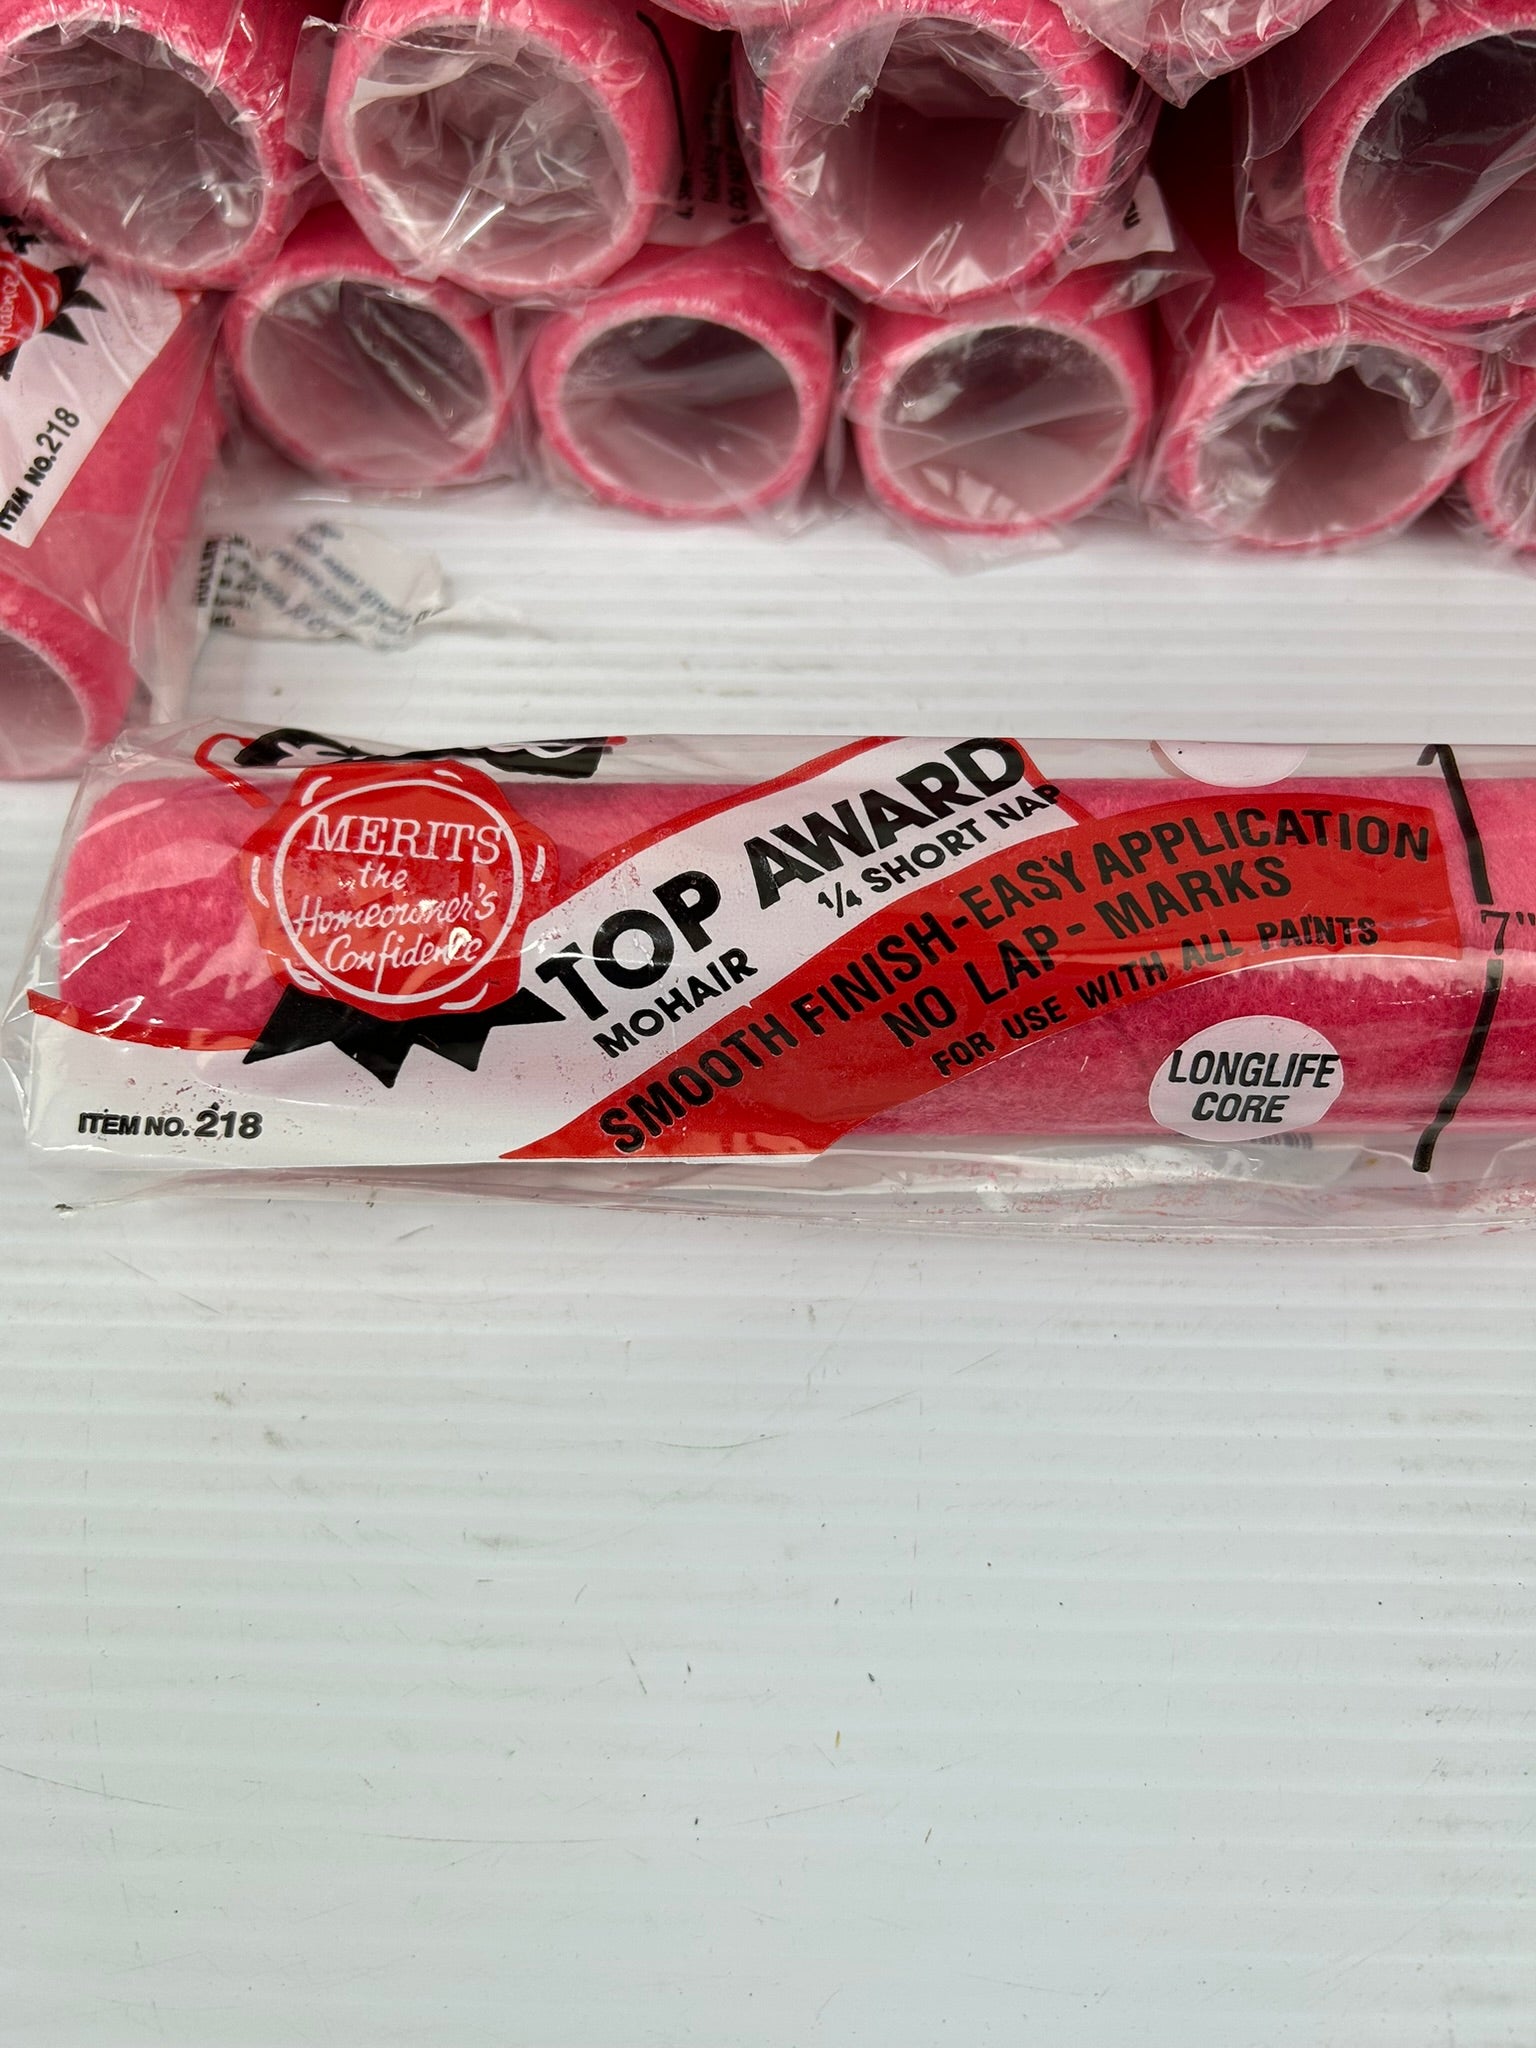 ITEM NO. 218
MERITS
the
Homeowner's
Confidence
TOP AWARD
MOHAIR
1/4 SHORT NAP
SMOOTH FINISH-EASY APPLICATION
NO LAP-MARKS
FOR USE WITH ALL PAINTS
7"
LONGLIFE
CORE
ITEM NO. 218